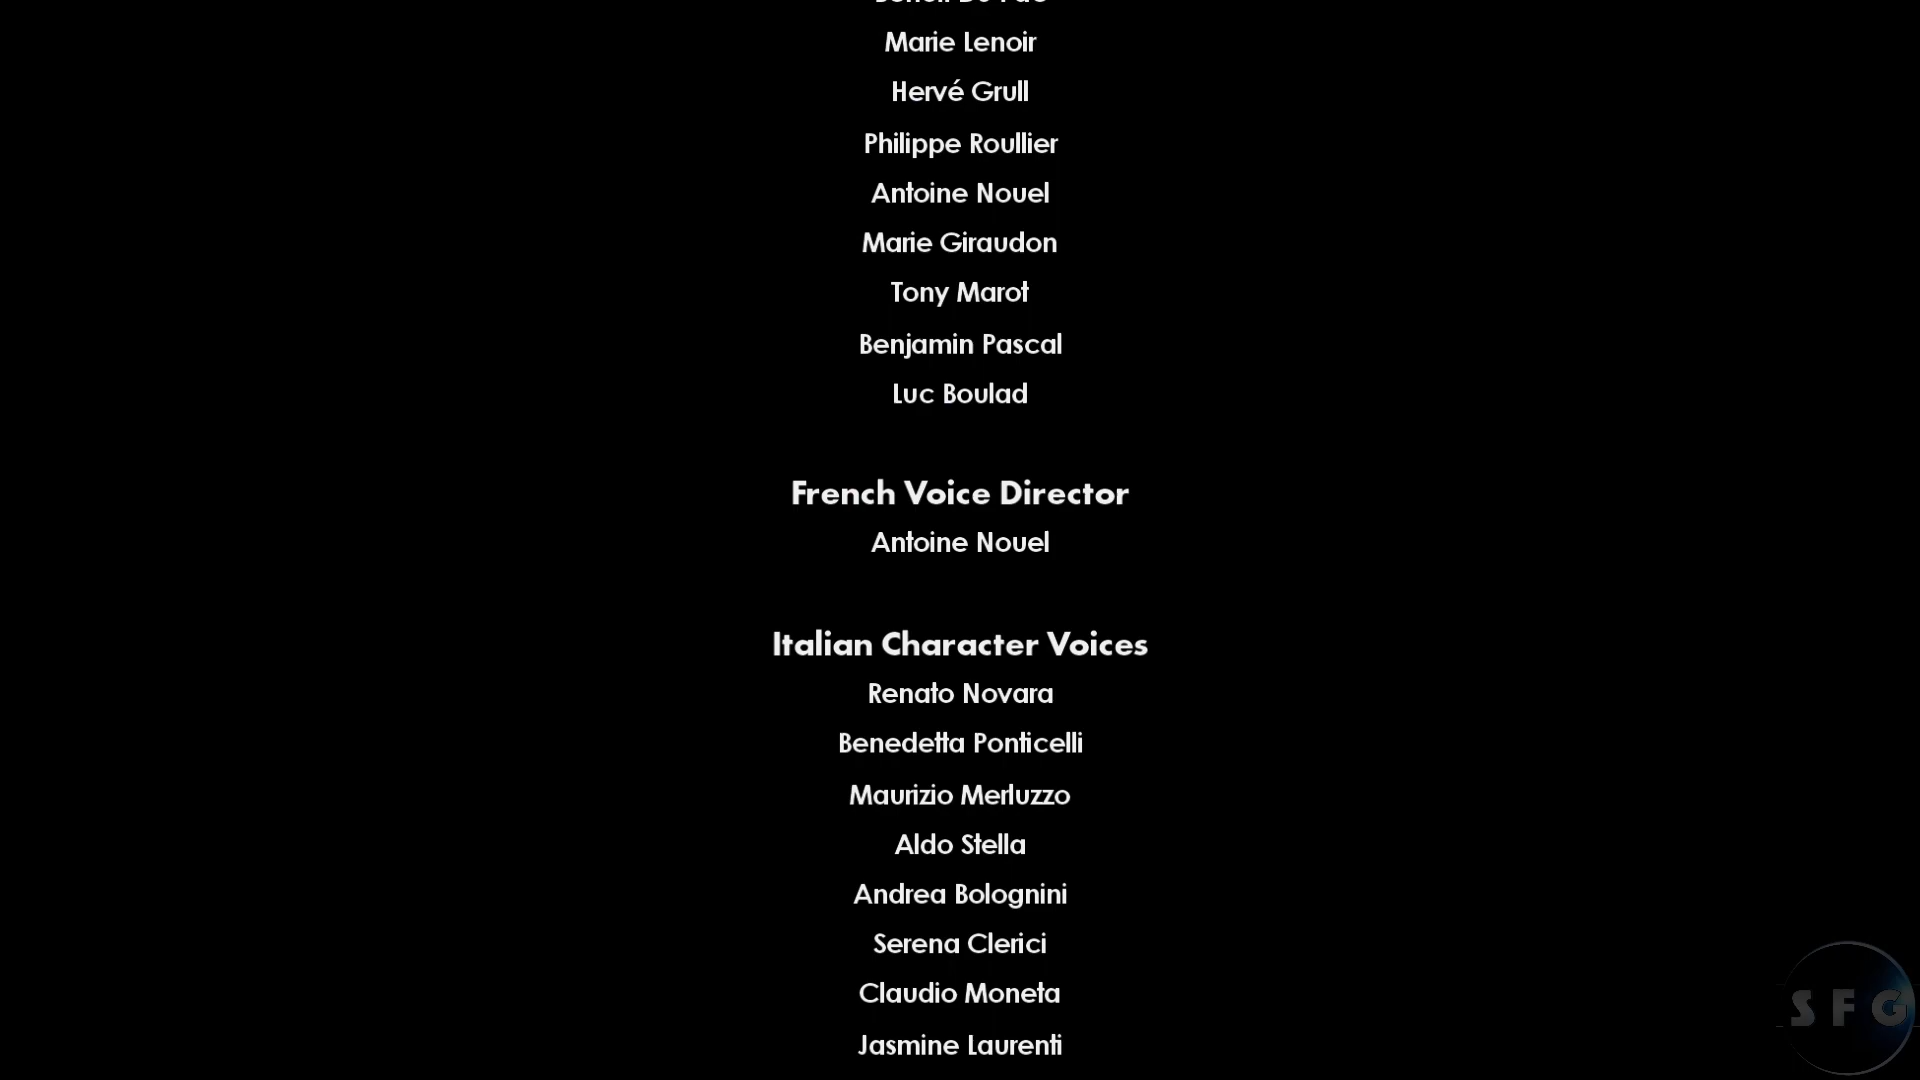 Marie Lenoir
Hervé Grull
Philippe Roullier
Antoine Nouel
Marie Giraudon
Tony Marot
Benjamin Pascal
Luc Boulad
French Voice Director
Antoine Nouel
Italian Character Voices
Renato Novara
Benedetta Ponticelli
Maurizio Merluzzo
Aldo Stella
Andrea Bolognini
Serena Clerici
Claudio Moneta
Jasmine Laurenti
SFG